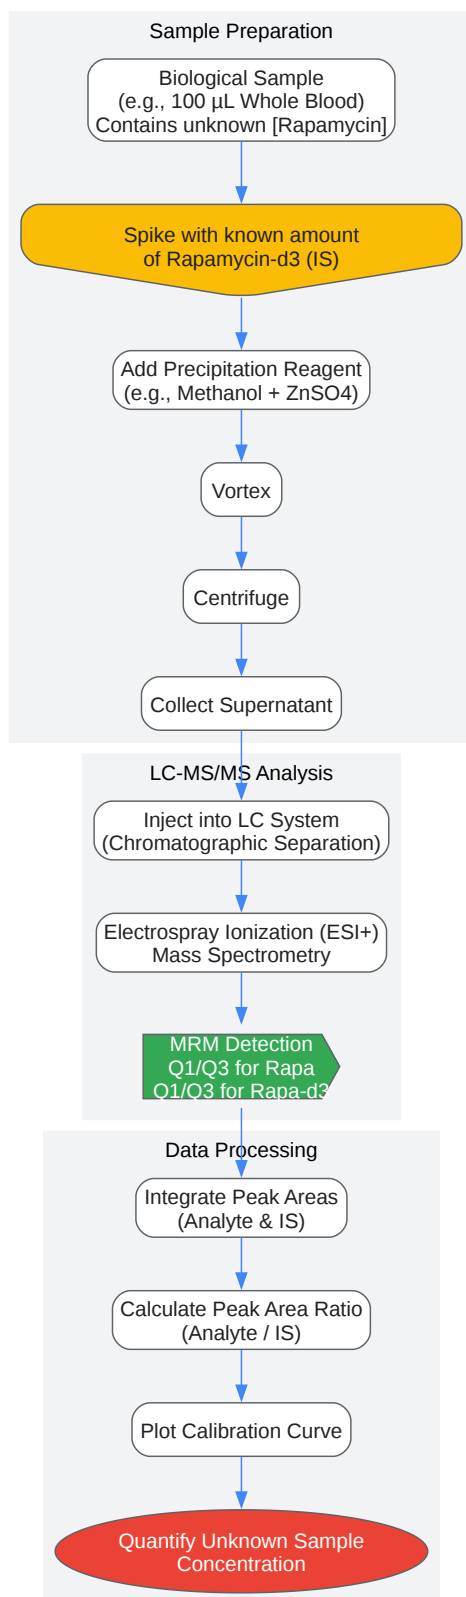 Sample Preparation
Biological Sample
(e.g., 100 µL Whole Blood)
Contains unknown [Rapamycin]
Spike with known amount
of Rapamycin-d3 (IS)
Add Precipitation Reagent
(e.g., Methanol + ZnSO4)
Vortex
Centrifuge
Collect Supernatant
LC-MS/MS Analysis
Inject into LC System
(Chromatographic Separation)
Electrospray Ionization (ESI+)
Mass Spectrometry
MRM Detection
Q1/Q3 for Rapa
Q1/Q3 for Rapa-d3
Data Processing
Integrate Peak Areas
(Analyte & IS)
Calculate Peak Area Ratio
(Analyte / IS)
Plot Calibration Curve
Quantify Unknown Sample
Concentration